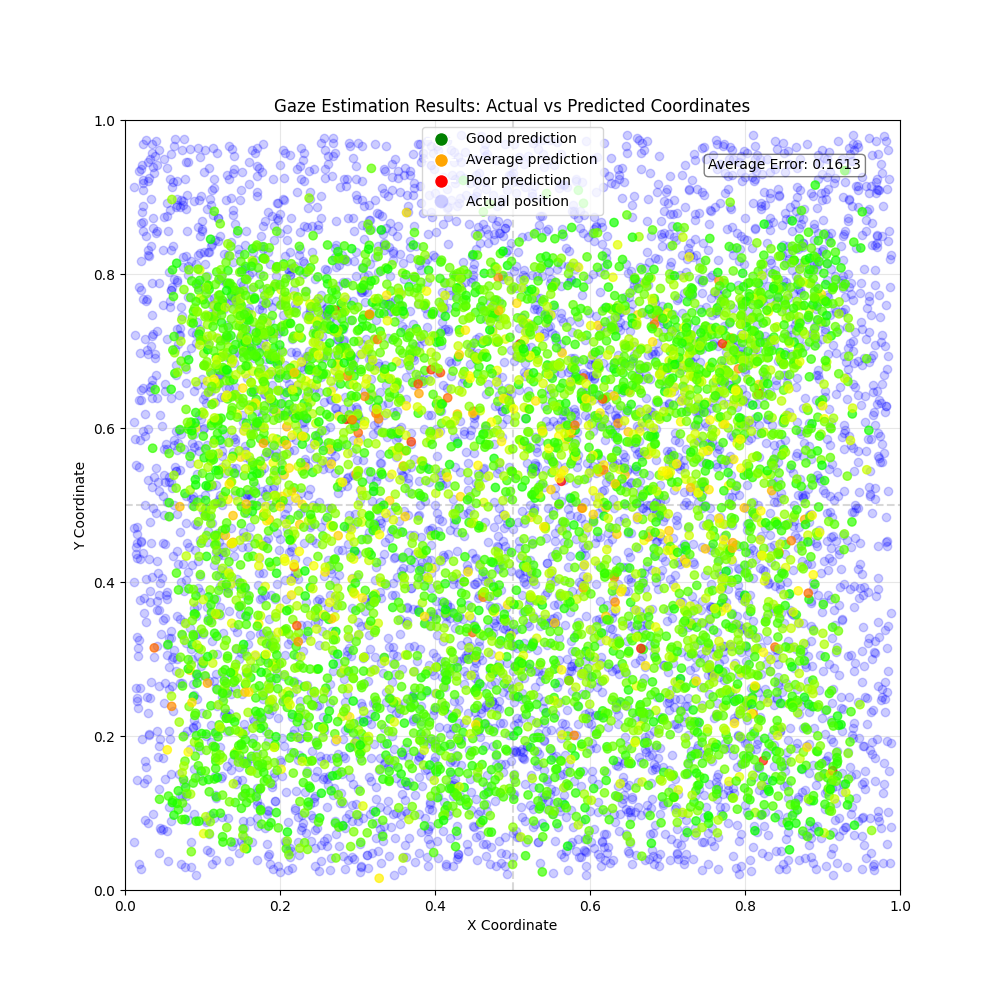 Gaze Estimation Results: Actual vs Predicted Coordinates
Good prediction
Average prediction
Poor prediction
Actual position
Average Error: 0.1613
Y Coordinate
1.0
0.8
0.6
0.4
0.2
0.0
0.0 0.2 0.4 0.6 0.8 1.0
X Coordinate